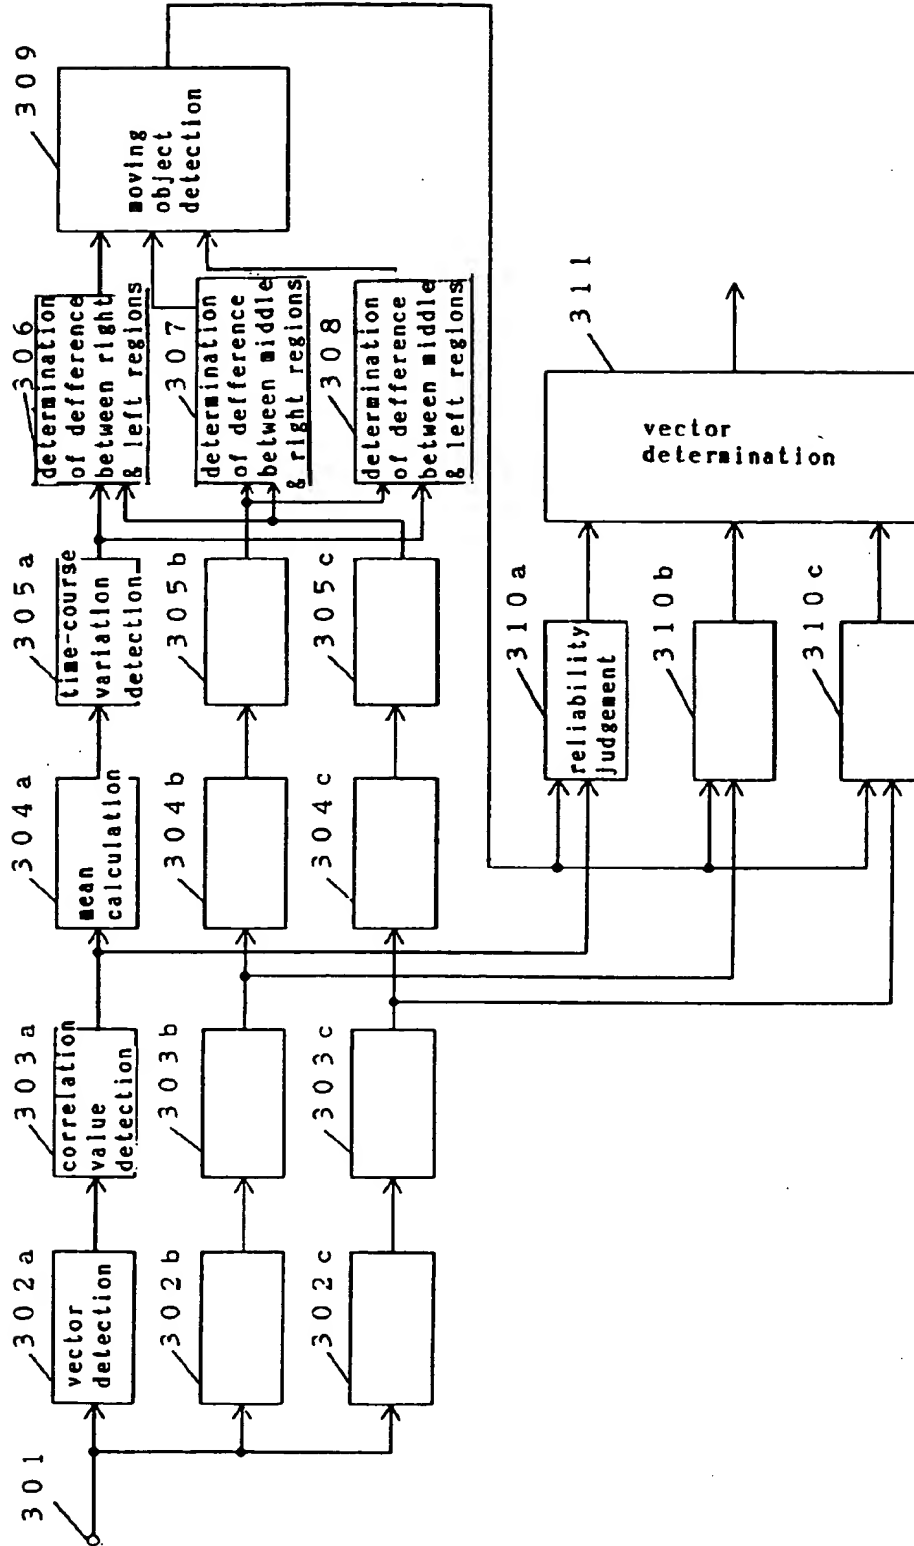 301
302a
vector
detection
302b
302c
303a
correlation
value
detection
303b
303c
304a
mean
calculation
304b
304c
305a
time-course
variation
detection
305b
305c
306
determination
of defference
between right
& left regions
307
determination
of defference
between middle
& right regions
308
determination
of defference
between middle
& left regions
309
moving
object
detection
310a
reliability
judgement
310b
310c
311
vector
determination